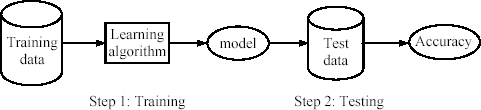 Training
data
Learning
algorithm
model
Test
data
Accuracy
Step 1: Training
Step 2: Testing